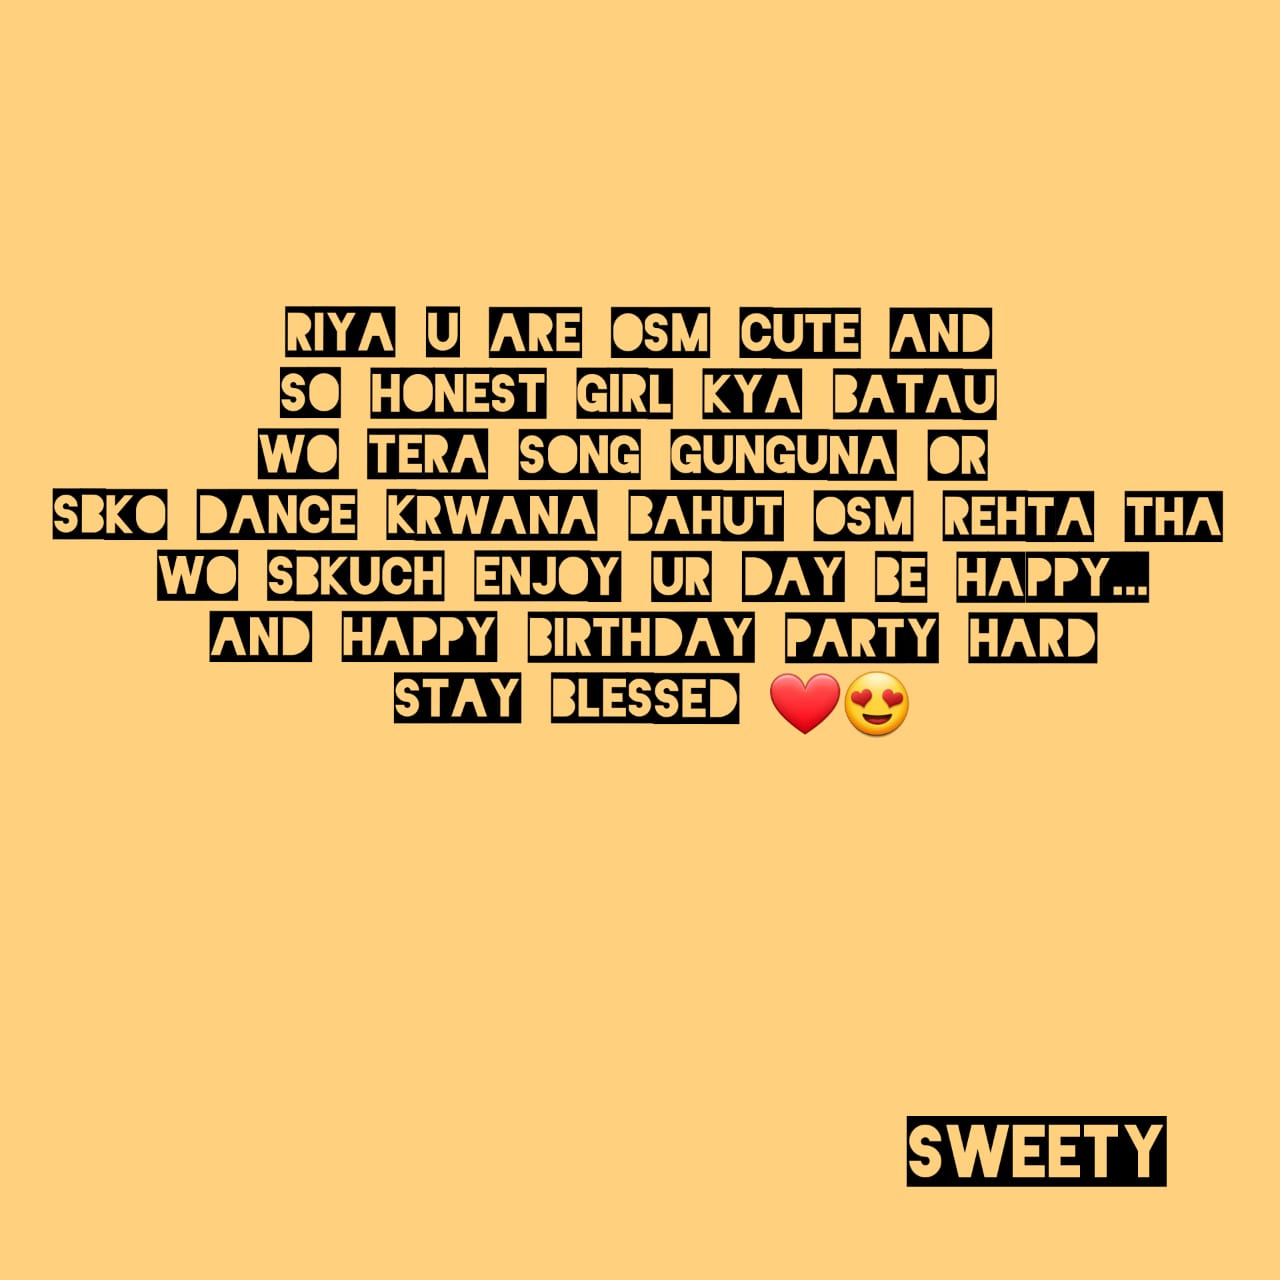 RIYA U ARE OSM CUTE AND
SO HONEST GIRL KYA BATAU
WO TERA SONG GUNGUNA OR
SBKO DANCE KRWANA BAHUT OSM REHTA THA
WO SBKUCH ENJOY UR DAY BE HAPPY...
AND HAPPY BIRTHDAY PARTY HARD
STAY BLESSED ❤️😍
SWEETY